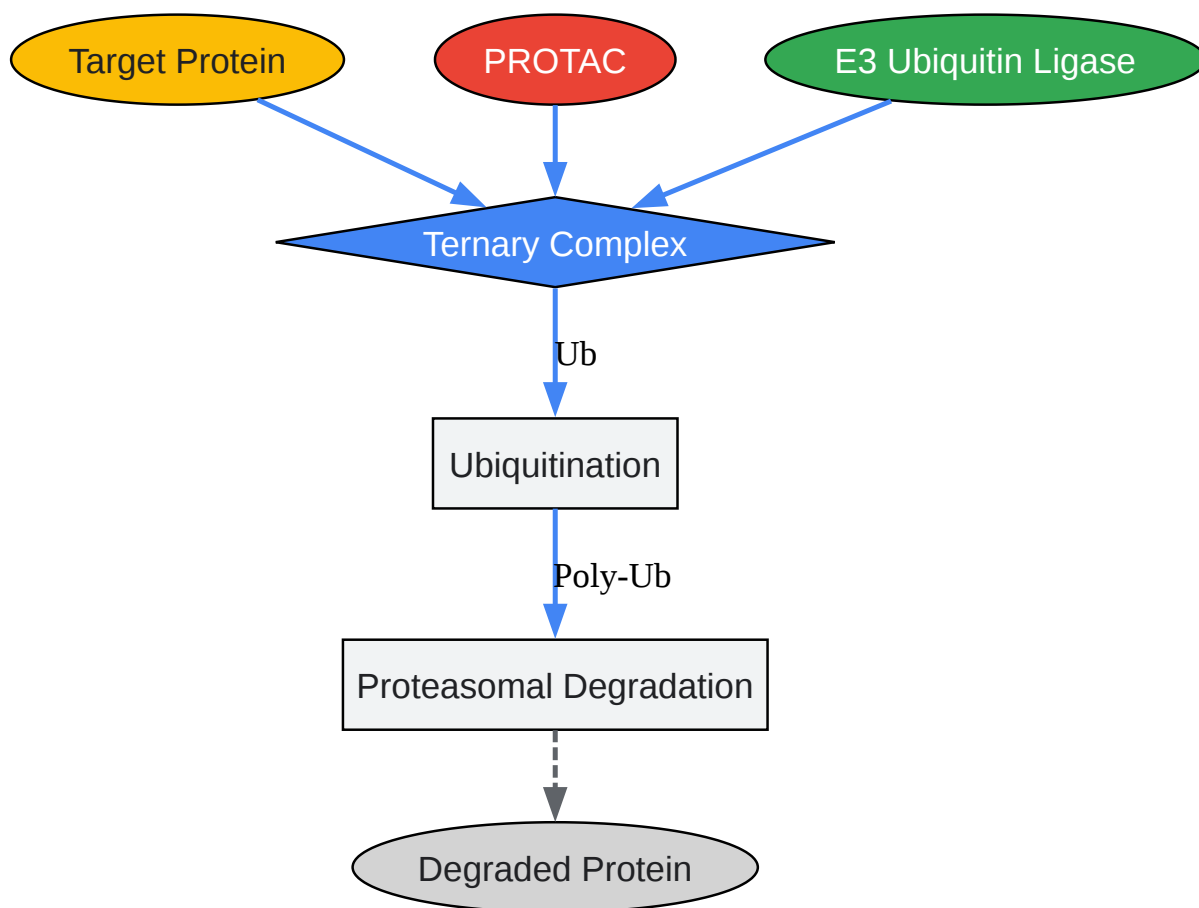 Target Protein
PROTAC
E3 Ubiquitin Ligase
Ternary Complex
Ub
Ubiquitination
Poly-Ub
Proteasomal Degradation
Degraded Protein